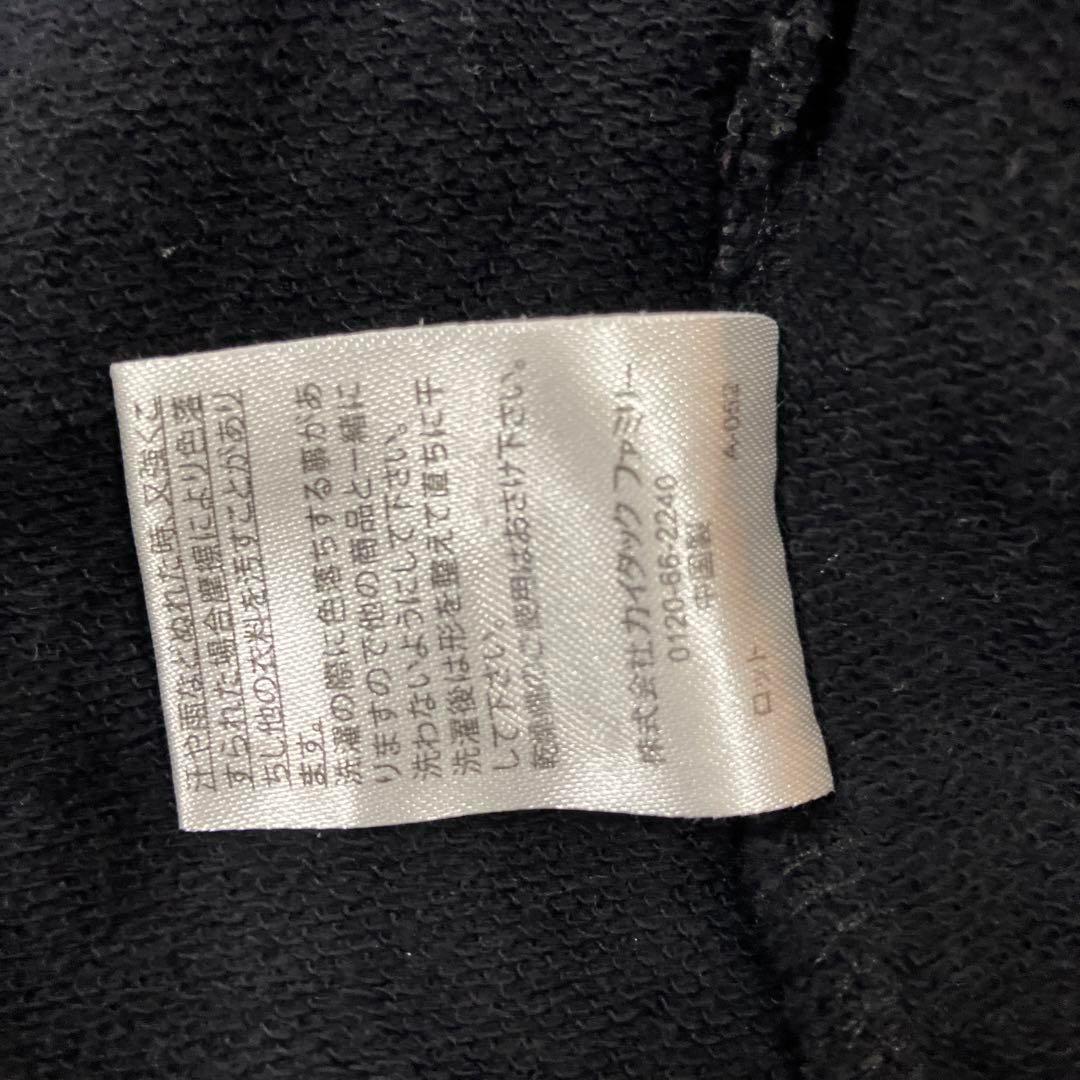 汗や雨などぬれた時、又強くこ
すられた場合摩擦により色落
ちし他の衣料を汚すことがあり
ます。
洗濯の際に色落ちする事があ
りますので他の商品と一緒に
洗わないようにして下さい。
洗濯後は形を整えて直ちに干
して下さい。
乾燥機のご使用はおさけ下さい。
株式会社カイタックファミリー
0120-66-2240
中国製
ロット